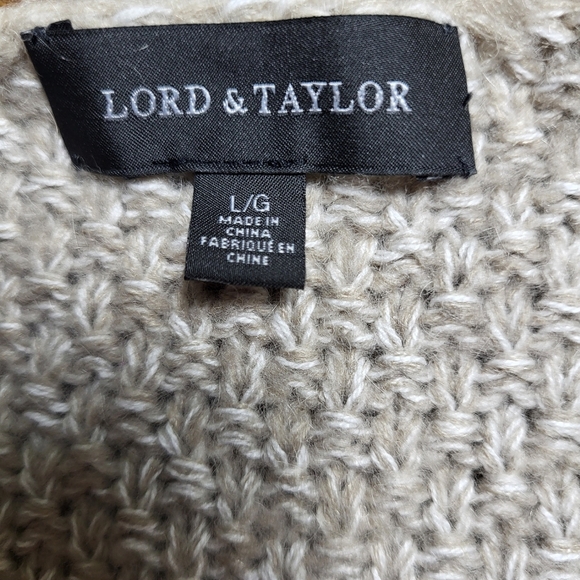 LORD & TAYLOR
L/G
MADE IN
CHINA
FABRIQUÉ EN
CHINE